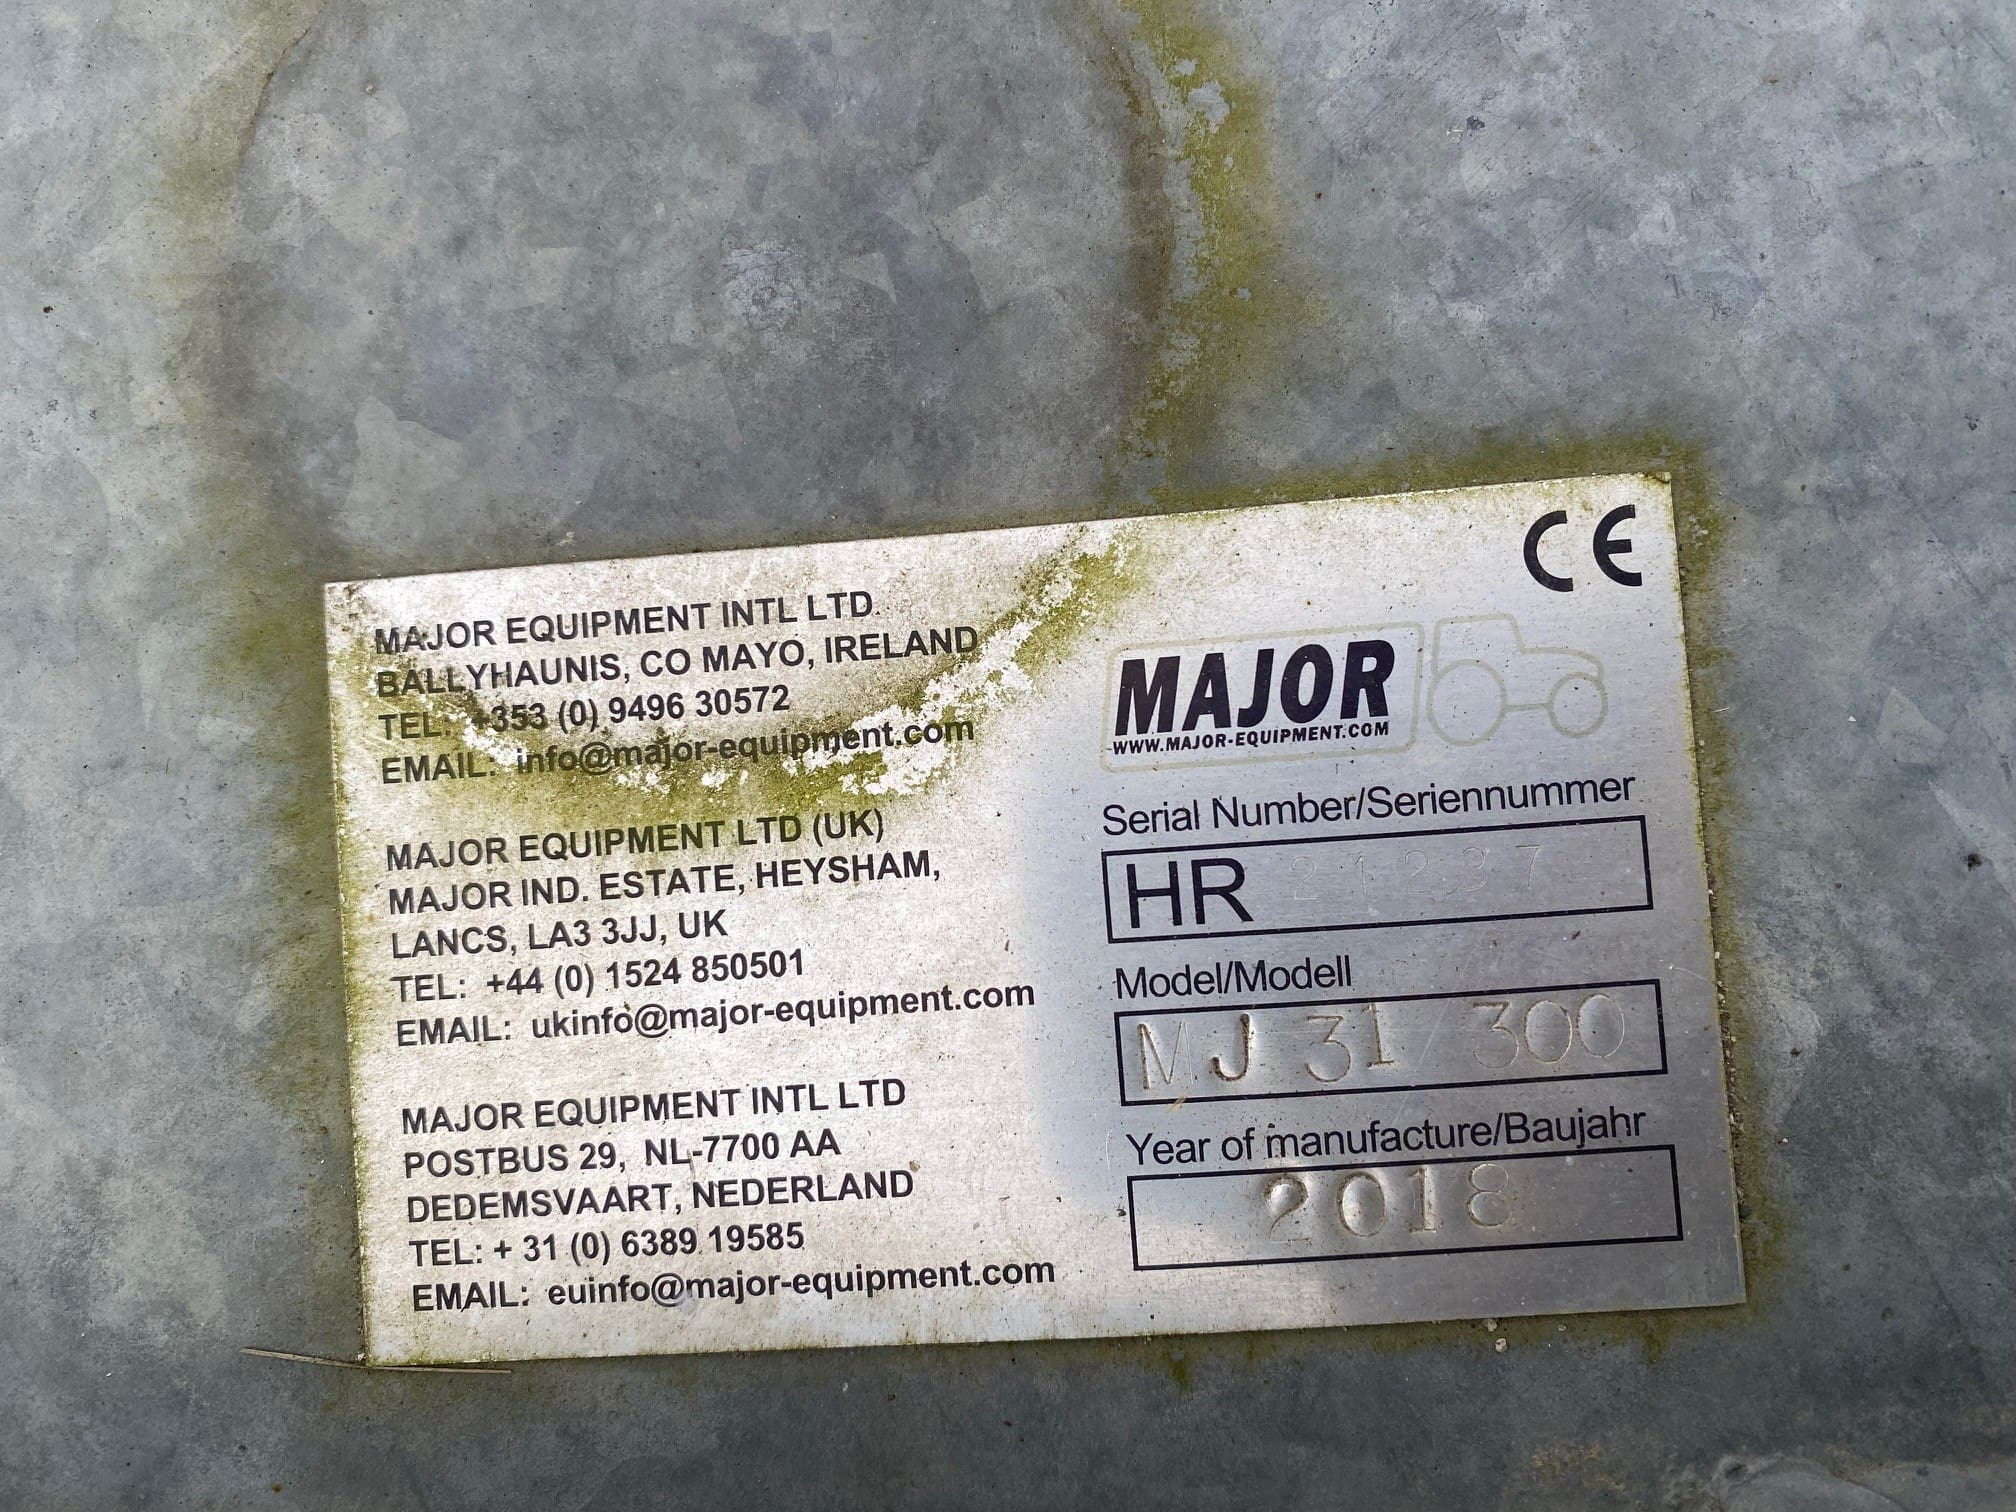 MAJOR EQUIPMENT INTL LTD
BALLYHAUNIS, CO MAYO, IRELAND
TEL: +353 (0) 9496 30572
EMAIL: info@major-equipment.com
MAJOR EQUIPMENT LTD (UK)
MAJOR IND. ESTATE, HEYSHAM,
LANCS, LA3 3JJ, UK
TEL: +44 (0) 1524 850501
EMAIL: ukinfo@major-equipment.com
MAJOR EQUIPMENT INTL LTD
POSTBUS 29, NL-7700 AA
DEDEMSVAART, NEDERLAND
TEL: + 31 (0) 6389 19585
EMAIL: euinfo@major-equipment.com
CE
MAJOR
WWW.MAJOR-EQUIPMENT.COM
Serial Number/Seriennummer
HR 21237
Model/Modell
MJ 31/300
Year of manufacture/Baujahr
2018